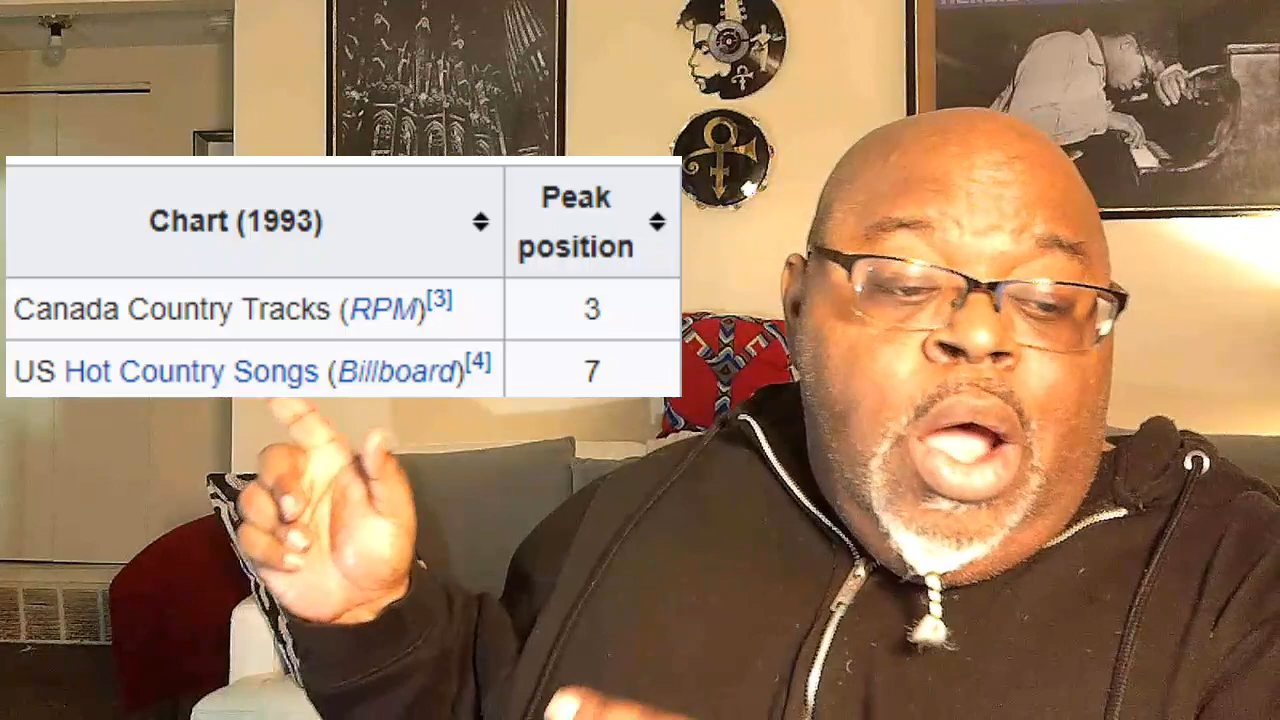 Chart (1993)
Peak
position
Canada Country Tracks (RPM)[3]
3
US Hot Country Songs (Billboard)[4]
7